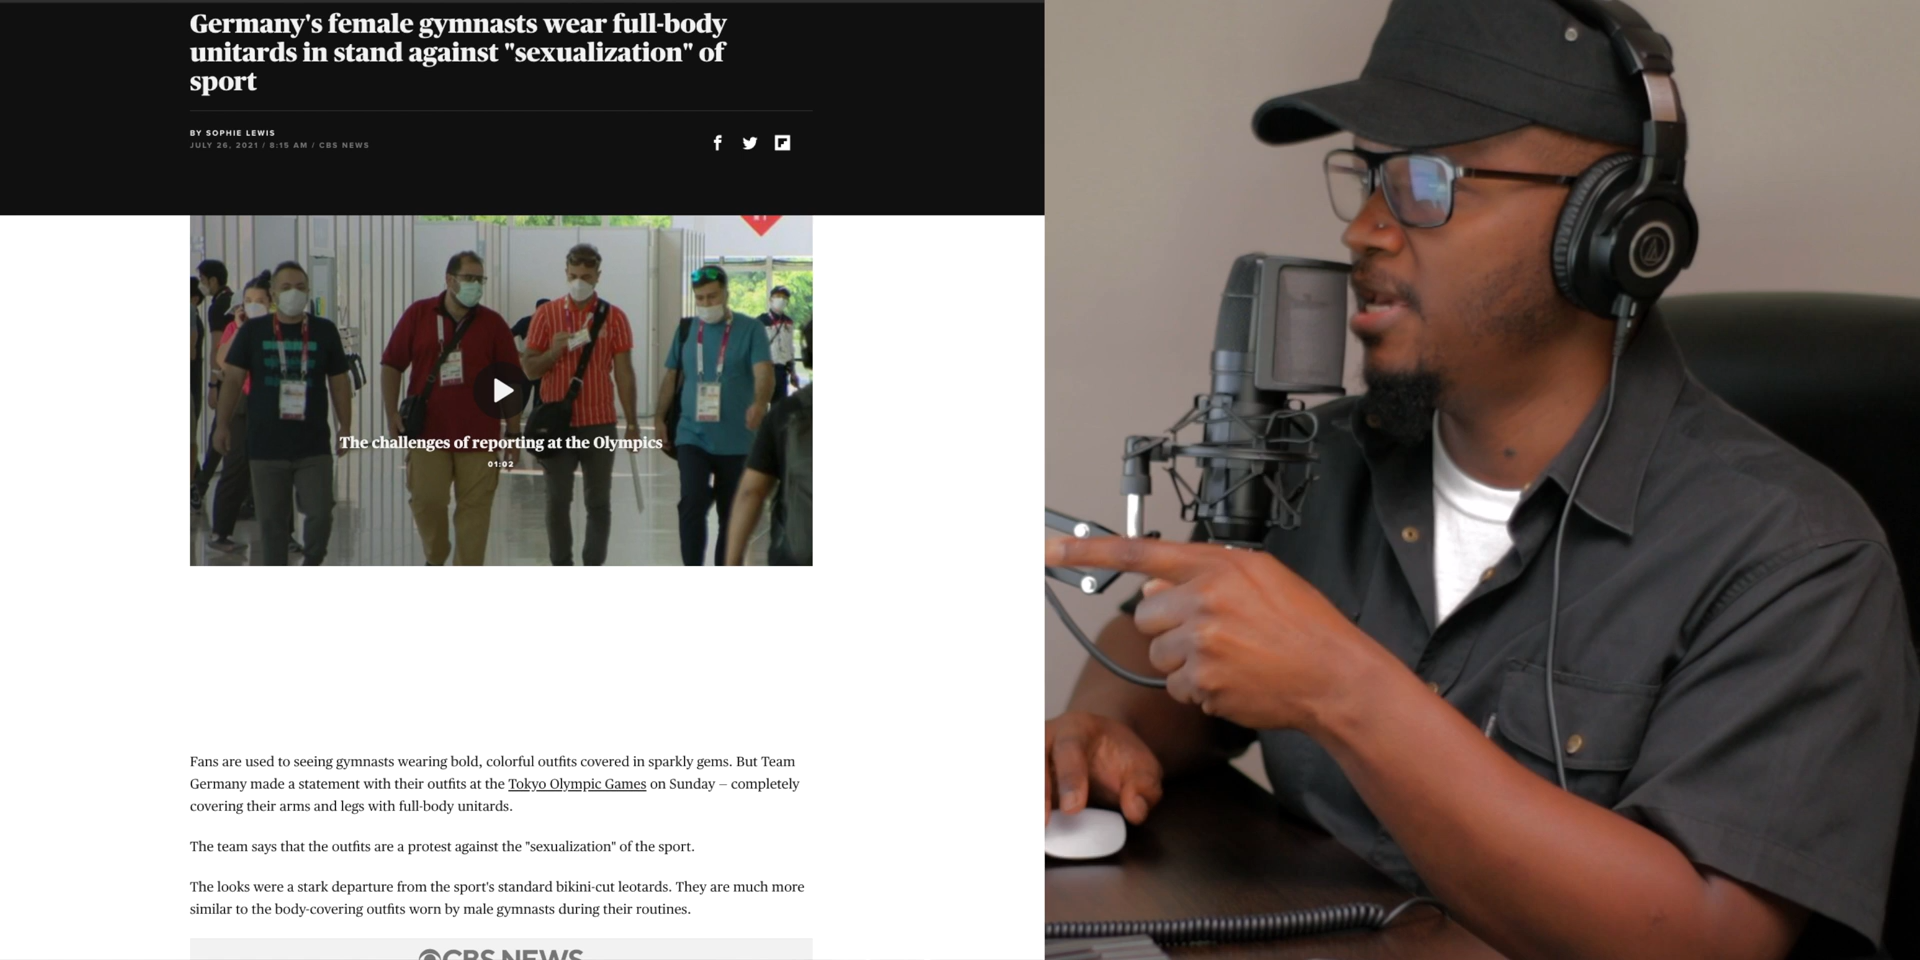 Germany's female gymnasts wear full-body
unitards in stand against "sexualization" of
sport
BY SOPHIE LEWIS
JULY 26, 2021 / 8:15 AM / CBS NEWS
The challenges of reporting at the Olympics
01:02
Fans are used to seeing gymnasts wearing bold, colorful outfits covered in sparkly gems. But Team
Germany made a statement with their outfits at the Tokyo Olympic Games on Sunday — completely
covering their arms and legs with full-body unitards.
The team says that the outfits are a protest against the "sexualization" of the sport.
The looks were a stark departure from the sport's standard bikini-cut leotards. They are much more
similar to the body-covering outfits worn by male gymnasts during their routines.
CBS NEWS